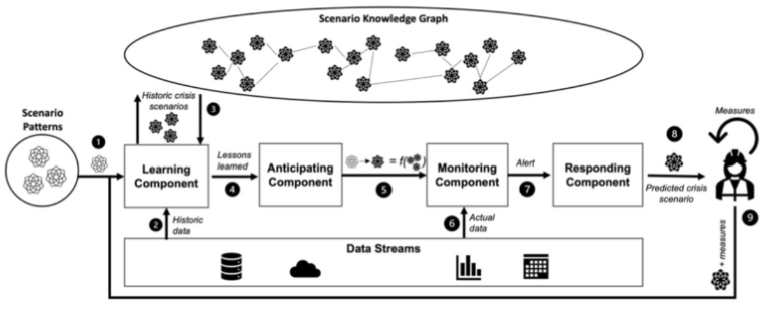 Scenario Knowledge Graph
Historic crisis
scenarios
3
Scenario
Patterns
1
Learning
Component
Lessons
learned
4
Anticipating
Component
= f( )
5
Monitoring
Component
Alert
7
Responding
Component
8
Predicted crisis
scenario
Measures
9
2
Historic
data
6
Actual
data
Data Streams
+ measures